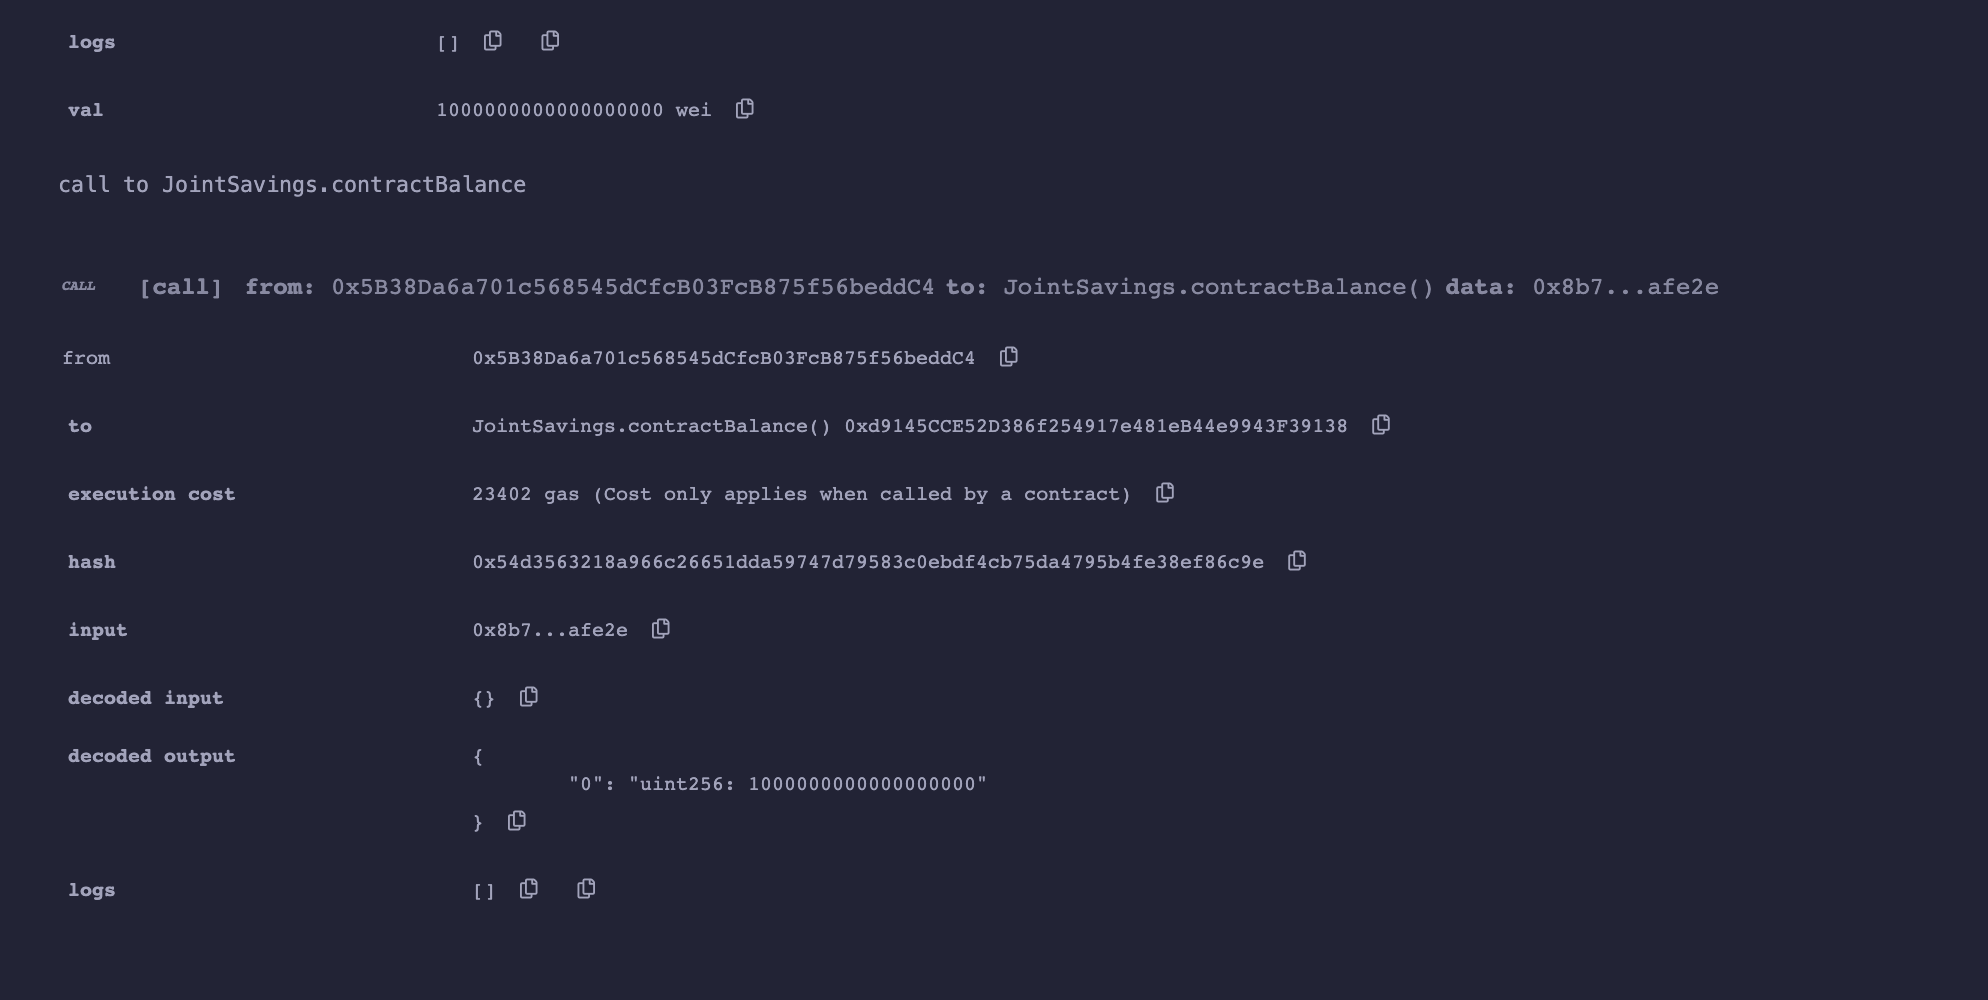 logs []
val 1000000000000000000 wei
call to JointSavings.contractBalance
CALL [call] from: 0x5B38Da6a701c568545dCfcB03FcB875f56beddC4 to: JointSavings.contractBalance() data: 0x8b7...afe2e
from 0x5B38Da6a701c568545dCfcB03FcB875f56beddC4
to JointSavings.contractBalance() 0xd9145CCE52D386f254917e481eB44e9943F39138
execution cost 23402 gas (Cost only applies when called by a contract)
hash 0x54d3563218a966c26651dda59747d79583c0ebdf4cb75da4795b4fe38ef86c9e
input 0x8b7...afe2e
decoded input {}
decoded output {
"0": "uint256: 1000000000000000000"
}
logs []